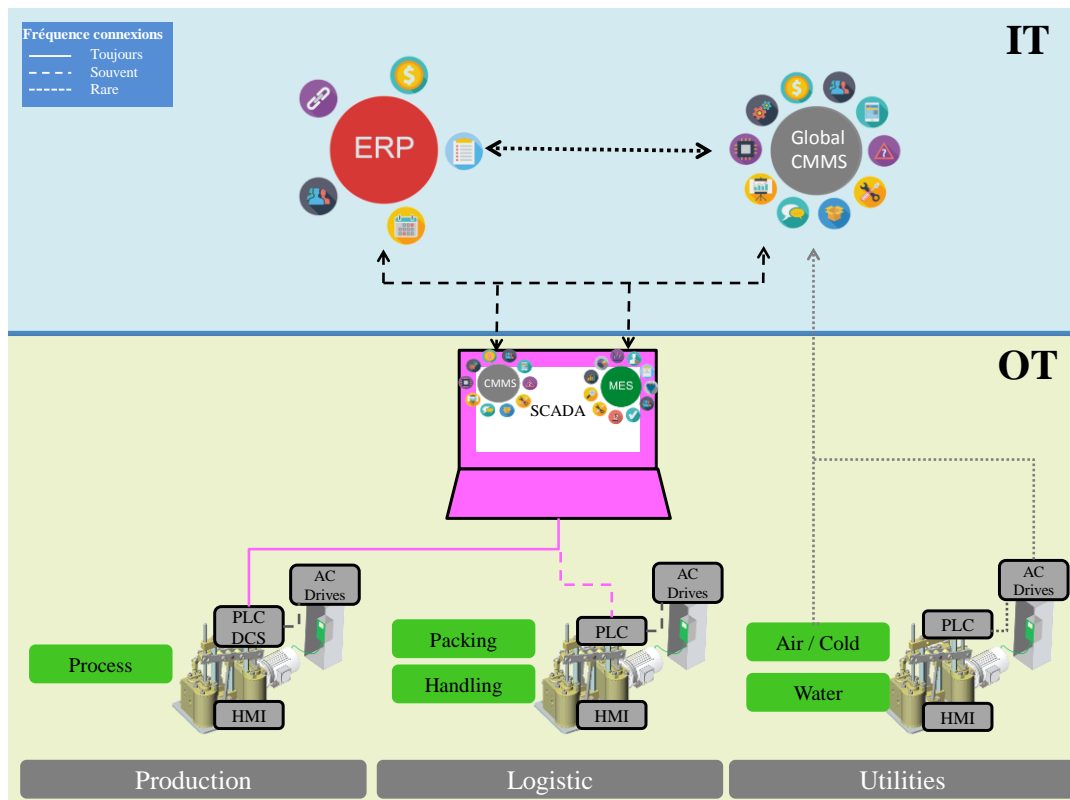 IT
Fréquence connexions
Toujours
Souvent
Rare
$
ERP
$
Global
CMMS
?
OT
CMMS
MES
SCADA
AC
Drives
PLC
DCS
Process
HMI
AC
Drives
PLC
Packing
Handling
HMI
AC
Drives
PLC
Air / Cold
Water
HMI
Production
Logistic
Utilities